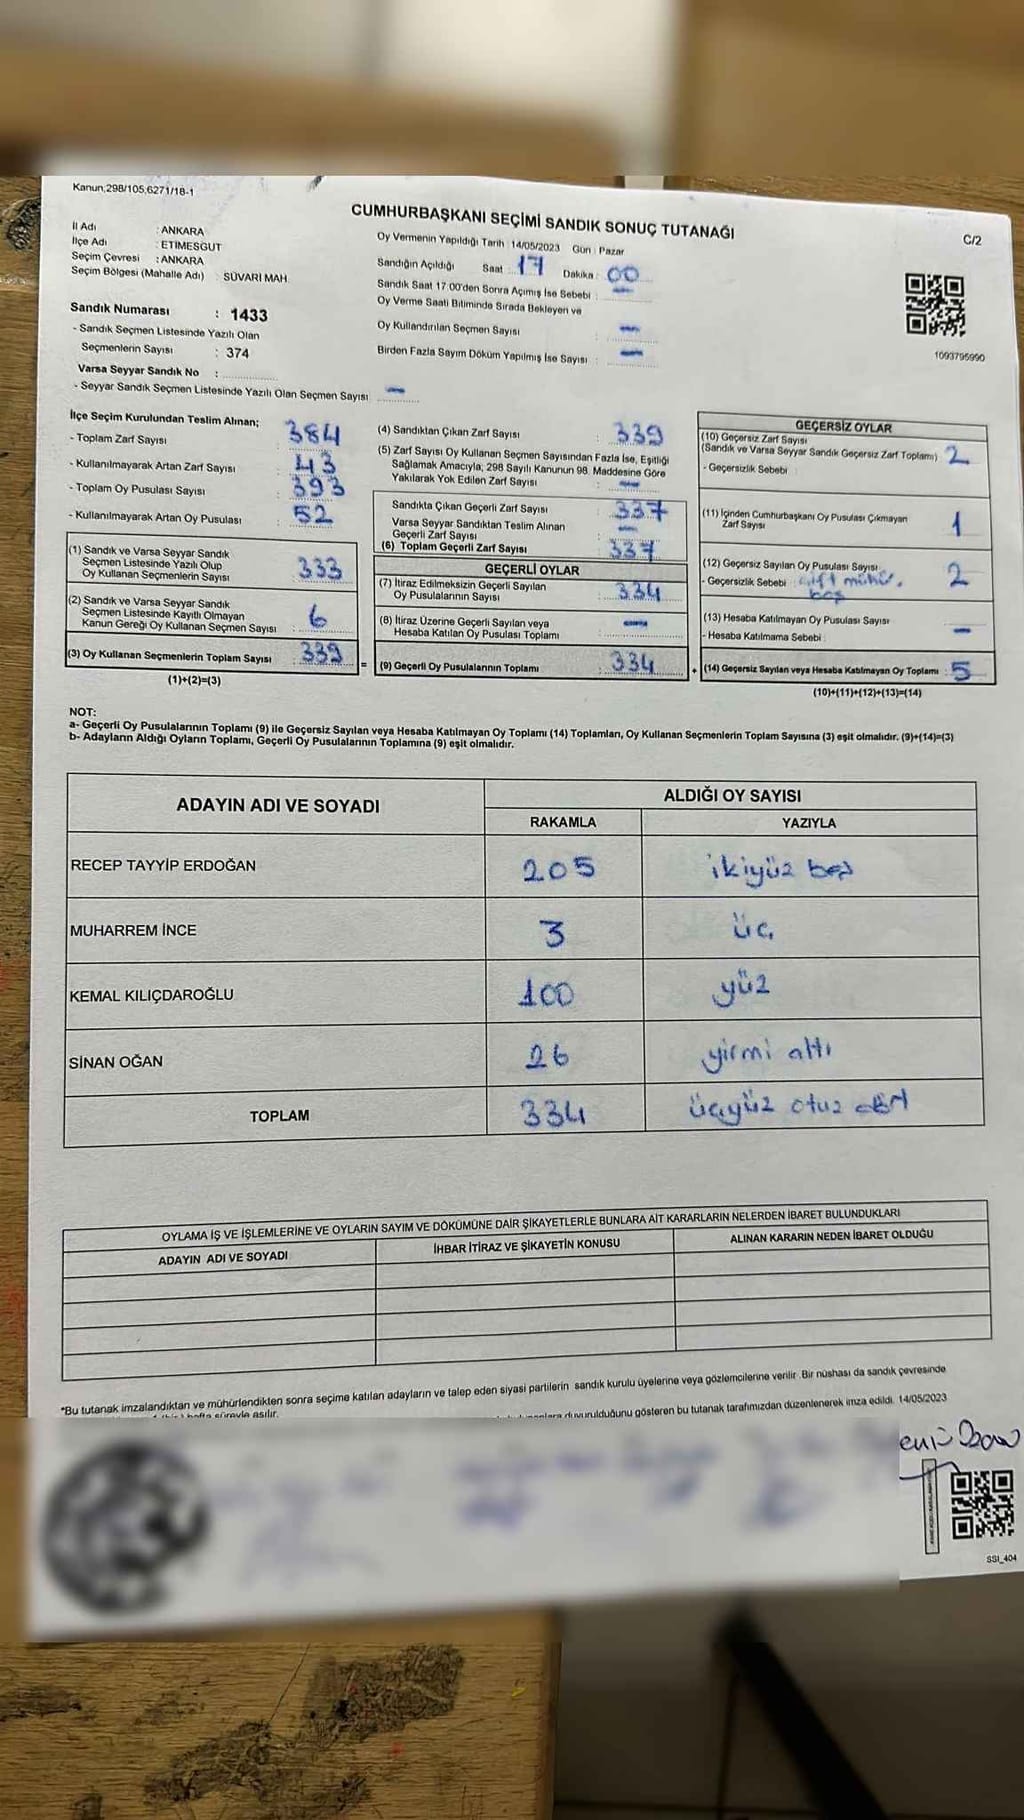 Kanun;298/105,6271/18-1
CUMHURBAŞKANI SEÇİMİ SANDIK SONUÇ TUTANAĞI
C/2
İl Adı : ANKARA
İlçe Adı : ETİMESGUT
Seçim Çevresi : ANKARA
Seçim Bölgesi (Mahalle Adı) : SÜVARİ MAH.
Oy Vermenin Yapıldığı Tarih : 14/05/2023 Gün : Pazar
Sandığın Açıldığı Saat : 17 Dakika : 00
Sandık Saat 17:00'den Sonra Açımış İse Sebebi : —
Oy Verme Saati Bitiminde Sırada Bekleyen ve
Oy Kullandırılan Seçmen Sayısı : —
Birden Fazla Sayım Döküm Yapılmış İse Sayısı : —
1093795990
Sandık Numarası : 1433
- Sandık Seçmen Listesinde Yazılı Olan
Seçmenlerin Sayısı : 374
Varsa Seyyar Sandık No :
- Seyyar Sandık Seçmen Listesinde Yazılı Olan Seçmen Sayısı —
İlçe Seçim Kurulundan Teslim Alınan;
- Toplam Zarf Sayısı : 384
- Kullanılmayarak Artan Zarf Sayısı : 43
- Toplam Oy Pusulası Sayısı : 393
- Kullanılmayarak Artan Oy Pusulası : 52
(1) Sandık ve Varsa Seyyar Sandık
Seçmen Listesinde Yazılı Olup
Oy Kullanan Seçmenlerin Sayısı : 333
(2) Sandık ve Varsa Seyyar Sandık
Seçmen Listesinde Kayıtlı Olmayan
Kanun Gereği Oy Kullanan Seçmen Sayısı : 6
(3) Oy Kullanan Seçmenlerin Toplam Sayısı : 339 =
(1)+(2)=(3)
(4) Sandıktan Çıkan Zarf Sayısı : 339
(5) Zarf Sayısı Oy Kullanan Seçmen Sayısından Fazla İse, Eşitliği
Sağlamak Amacıyla; 298 Sayılı Kanunun 98. Maddesine Göre
Yakılarak Yok Edilen Zarf Sayısı : —
Sandıkta Çıkan Geçerli Zarf Sayısı : 337
Varsa Seyyar Sandıktan Teslim Alınan
Geçerli Zarf Sayısı : —
(6) Toplam Geçerli Zarf Sayısı : 337
GEÇERLİ OYLAR
(7) İtiraz Edilmeksizin Geçerli Sayılan
Oy Pusulalarının Sayısı : 334
(8) İtiraz Üzerine Geçerli Sayılan veya
Hesaba Katılan Oy Pusulası Toplamı : —
(9) Geçerli Oy Pusulalarının Toplamı : 334 +
GEÇERSİZ OYLAR
(10) Geçersiz Zarf Sayısı
(Sandık ve Varsa Seyyar Sandık Geçersiz Zarf Toplamı) 2
- Geçersizlik Sebebi :
(11) İçinden Cumhurbaşkanı Oy Pusulası Çıkmayan
Zarf Sayısı : 1
(12) Geçersiz Sayılan Oy Pusulası Sayısı : 2
- Geçersizlik Sebebi : çift mühür,
boş
(13) Hesaba Katılmayan Oy Pusulası Sayısı : —
- Hesaba Katılmama Sebebi :
(14) Geçersiz Sayılan veya Hesaba Katılmayan Oy Toplamı : 5
(10)+(11)+(12)+(13)=(14)
NOT:
a- Geçerli Oy Pusulalarının Toplamı (9) ile Geçersiz Sayılan veya Hesaba Katılmayan Oy Toplamı (14) Toplamları, Oy Kullanan Seçmenlerin Toplam Sayısına (3) eşit olmalıdır. (9)+(14)=(3)
b- Adayların Aldığı Oyların Toplamı, Geçerli Oy Pusulalarının Toplamına (9) eşit olmalıdır.
ADAYIN ADI VE SOYADI ALDIĞI OY SAYISI
RAKAMLA YAZIYLA
RECEP TAYYİP ERDOĞAN 205 ikiyüz beş
MUHARREM İNCE 3 üç
KEMAL KILIÇDAROĞLU 100 yüz
SİNAN OĞAN 26 yirmi altı
TOPLAM 334 üçyüz otuz dört
OYLAMA İŞ VE İŞLEMLERİNE VE OYLARIN SAYIM VE DÖKÜMÜNE DAİR ŞİKAYETLERLE BUNLARA AİT KARARLARIN NELERDEN İBARET BULUNDUKLARI
ADAYIN ADI VE SOYADI İHBAR İTİRAZ VE ŞİKAYETİN KONUSU ALINAN KARARIN NEDEN İBARET OLDUĞU
*Bu tutanak imzalandıktan ve mühürlendikten sonra seçime katılan adayların ve talep eden siyasi partilerin sandık kurulu üyelerine veya gözlemcilerine verilir. Bir nüshası da sandık çevresinde
hafta süreyle asılır. duyurulduğunu gösteren bu tutanak tarafımızdan düzenlenerek imza edildi. 14/05/2023
SSI_404